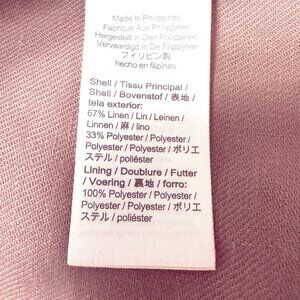 Made In Philippines
Fabriqué Aux Philippines
Hergestellt in Den Philippinen
Vervaardigd In De Filippijnen
フィリピン製
hecho en filipinas
Shell / Tissu Principal /
Shell / Bovenstof / 表地 /
tela exterior:
67% Linen / Lin / Leinen /
Linnen / 麻 / lino
33% Polyester / Polyester /
Polyester / Polyester / ポリエ
ステル / poliéster
Lining / Doublure / Futter
/ Voering / 裏地 / forro:
100% Polyester / Polyester /
Polyester / Polyester / ポリエ
ステル / poliéster